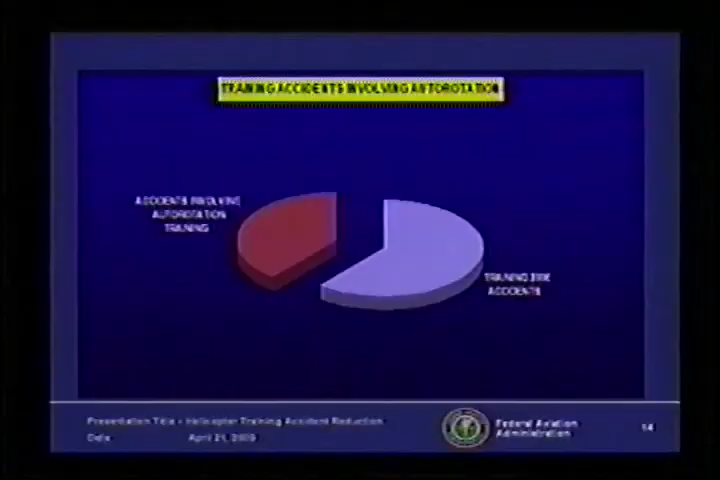 TRAINING ACCIDENTS INVOLVING AUTOROTATION
ACCIDENTS INVOLVING
AUTOROTATION
TRAINING
TRAINING
ACCIDENTS
Presentation Title - Helicopter Training Accident Reduction
Date
April 21,
Federal Aviation
Administration
14